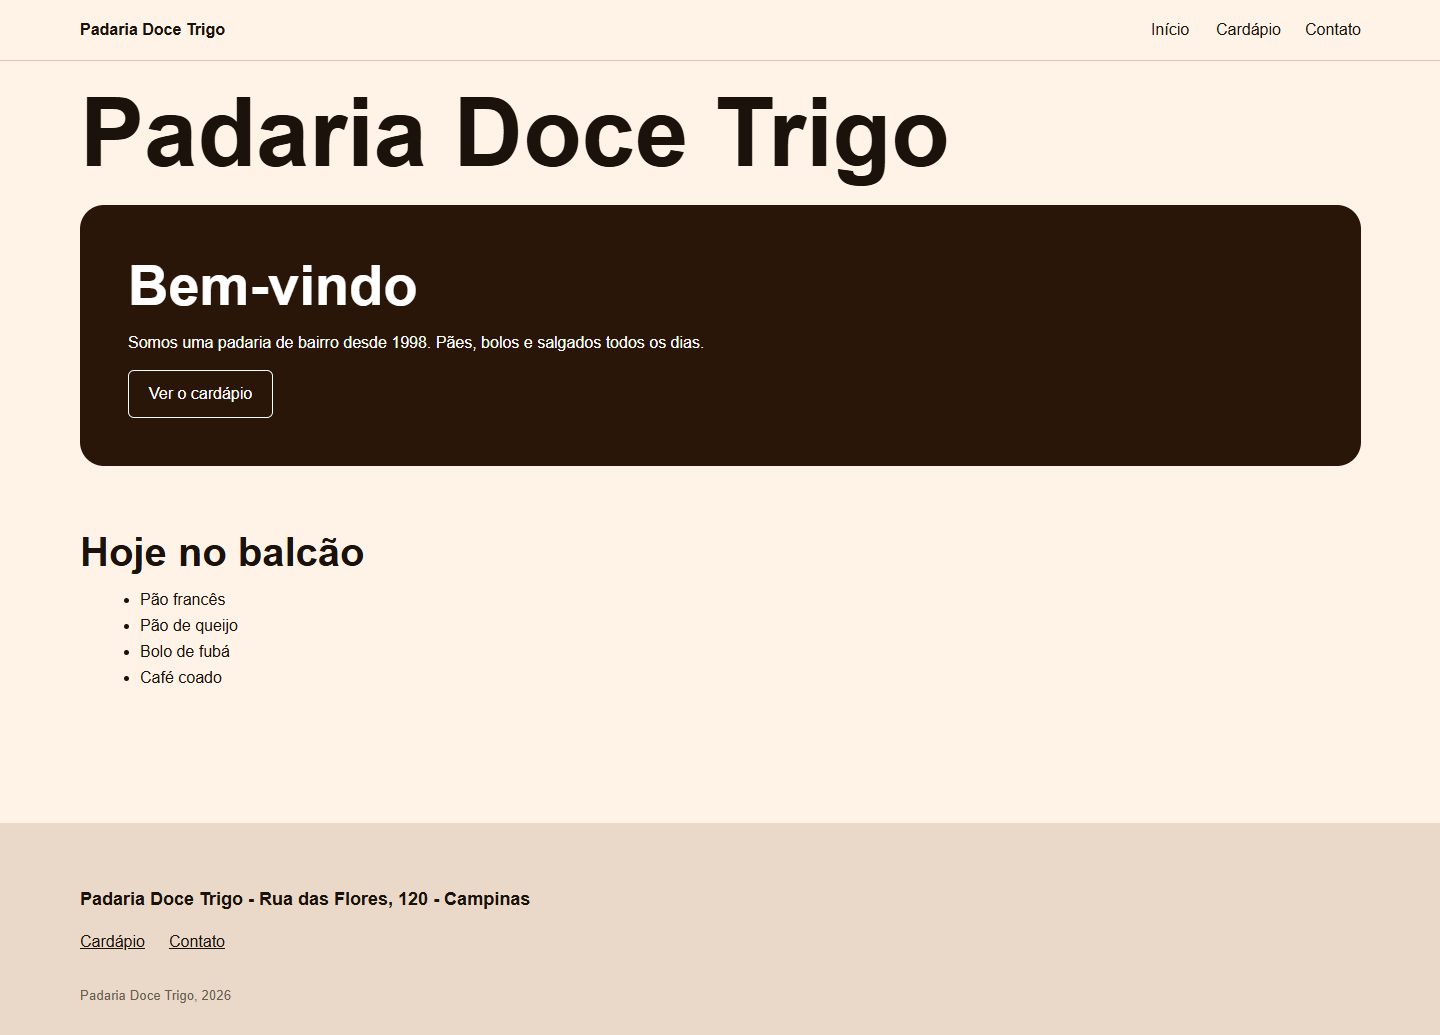 Padaria Doce Trigo
Início Cardápio Contato
Padaria Doce Trigo
Bem-vindo
Somos uma padaria de bairro desde 1998. Pães, bolos e salgados todos os dias.
Ver o cardápio
Hoje no balcão
Pão francês
Pão de queijo
Bolo de fubá
Café coado
Padaria Doce Trigo - Rua das Flores, 120 - Campinas
Cardápio Contato
Padaria Doce Trigo, 2026